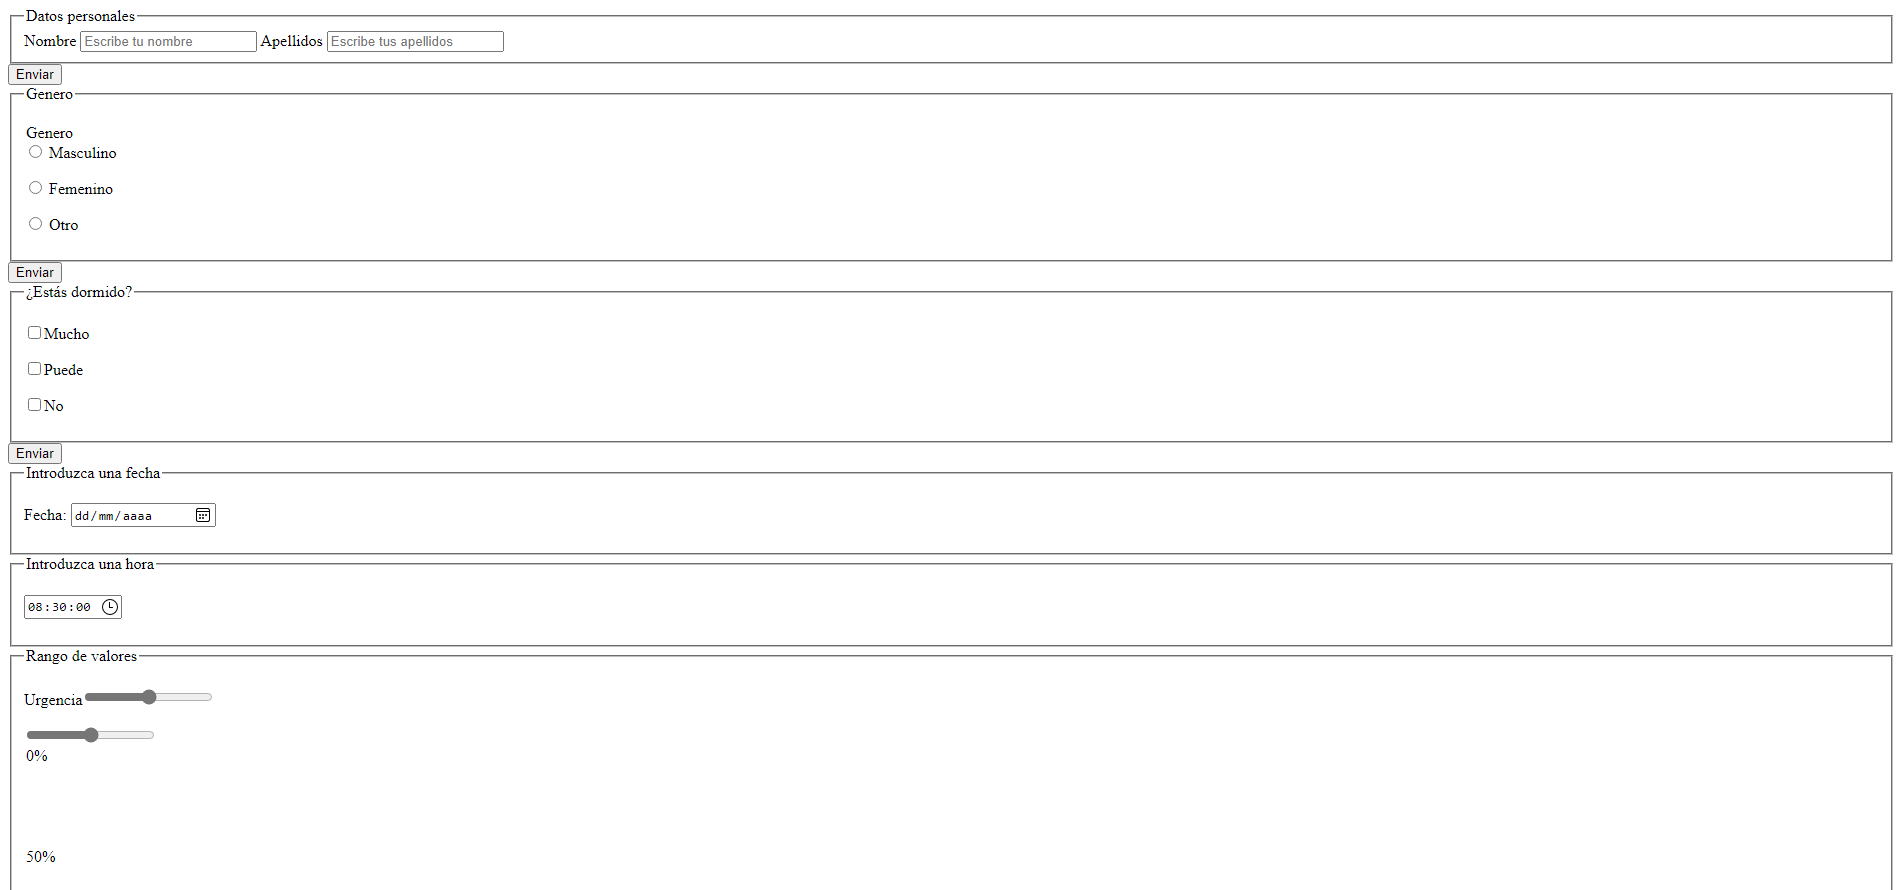 Datos personales
Nombre Escribe tu nombre Apellidos Escribe tus apellidos
Enviar
Genero
Genero
Masculino
Femenino
Otro
Enviar
¿Estás dormido?
Mucho
Puede
No
Enviar
Introduzca una fecha
Fecha: dd/mm/aaaa
Introduzca una hora
08:30:00
Rango de valores
Urgencia
0%
50%